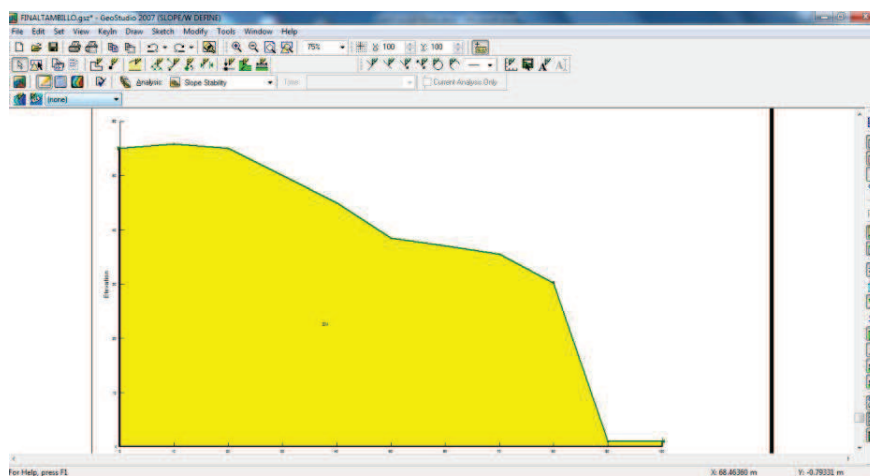 FINALTAMBILLO.gsz* - GeoStudio 2007 (SLOPE/W DEFINE)
File Edit Set View KeyIn Draw Sketch Modify Tools Window Help
75% 100 100
Analysis: Slope Stability Current Analysis Only
(none)
Elevation
For Help, press F1 X: 68.46360 m Y: -0.79331 m